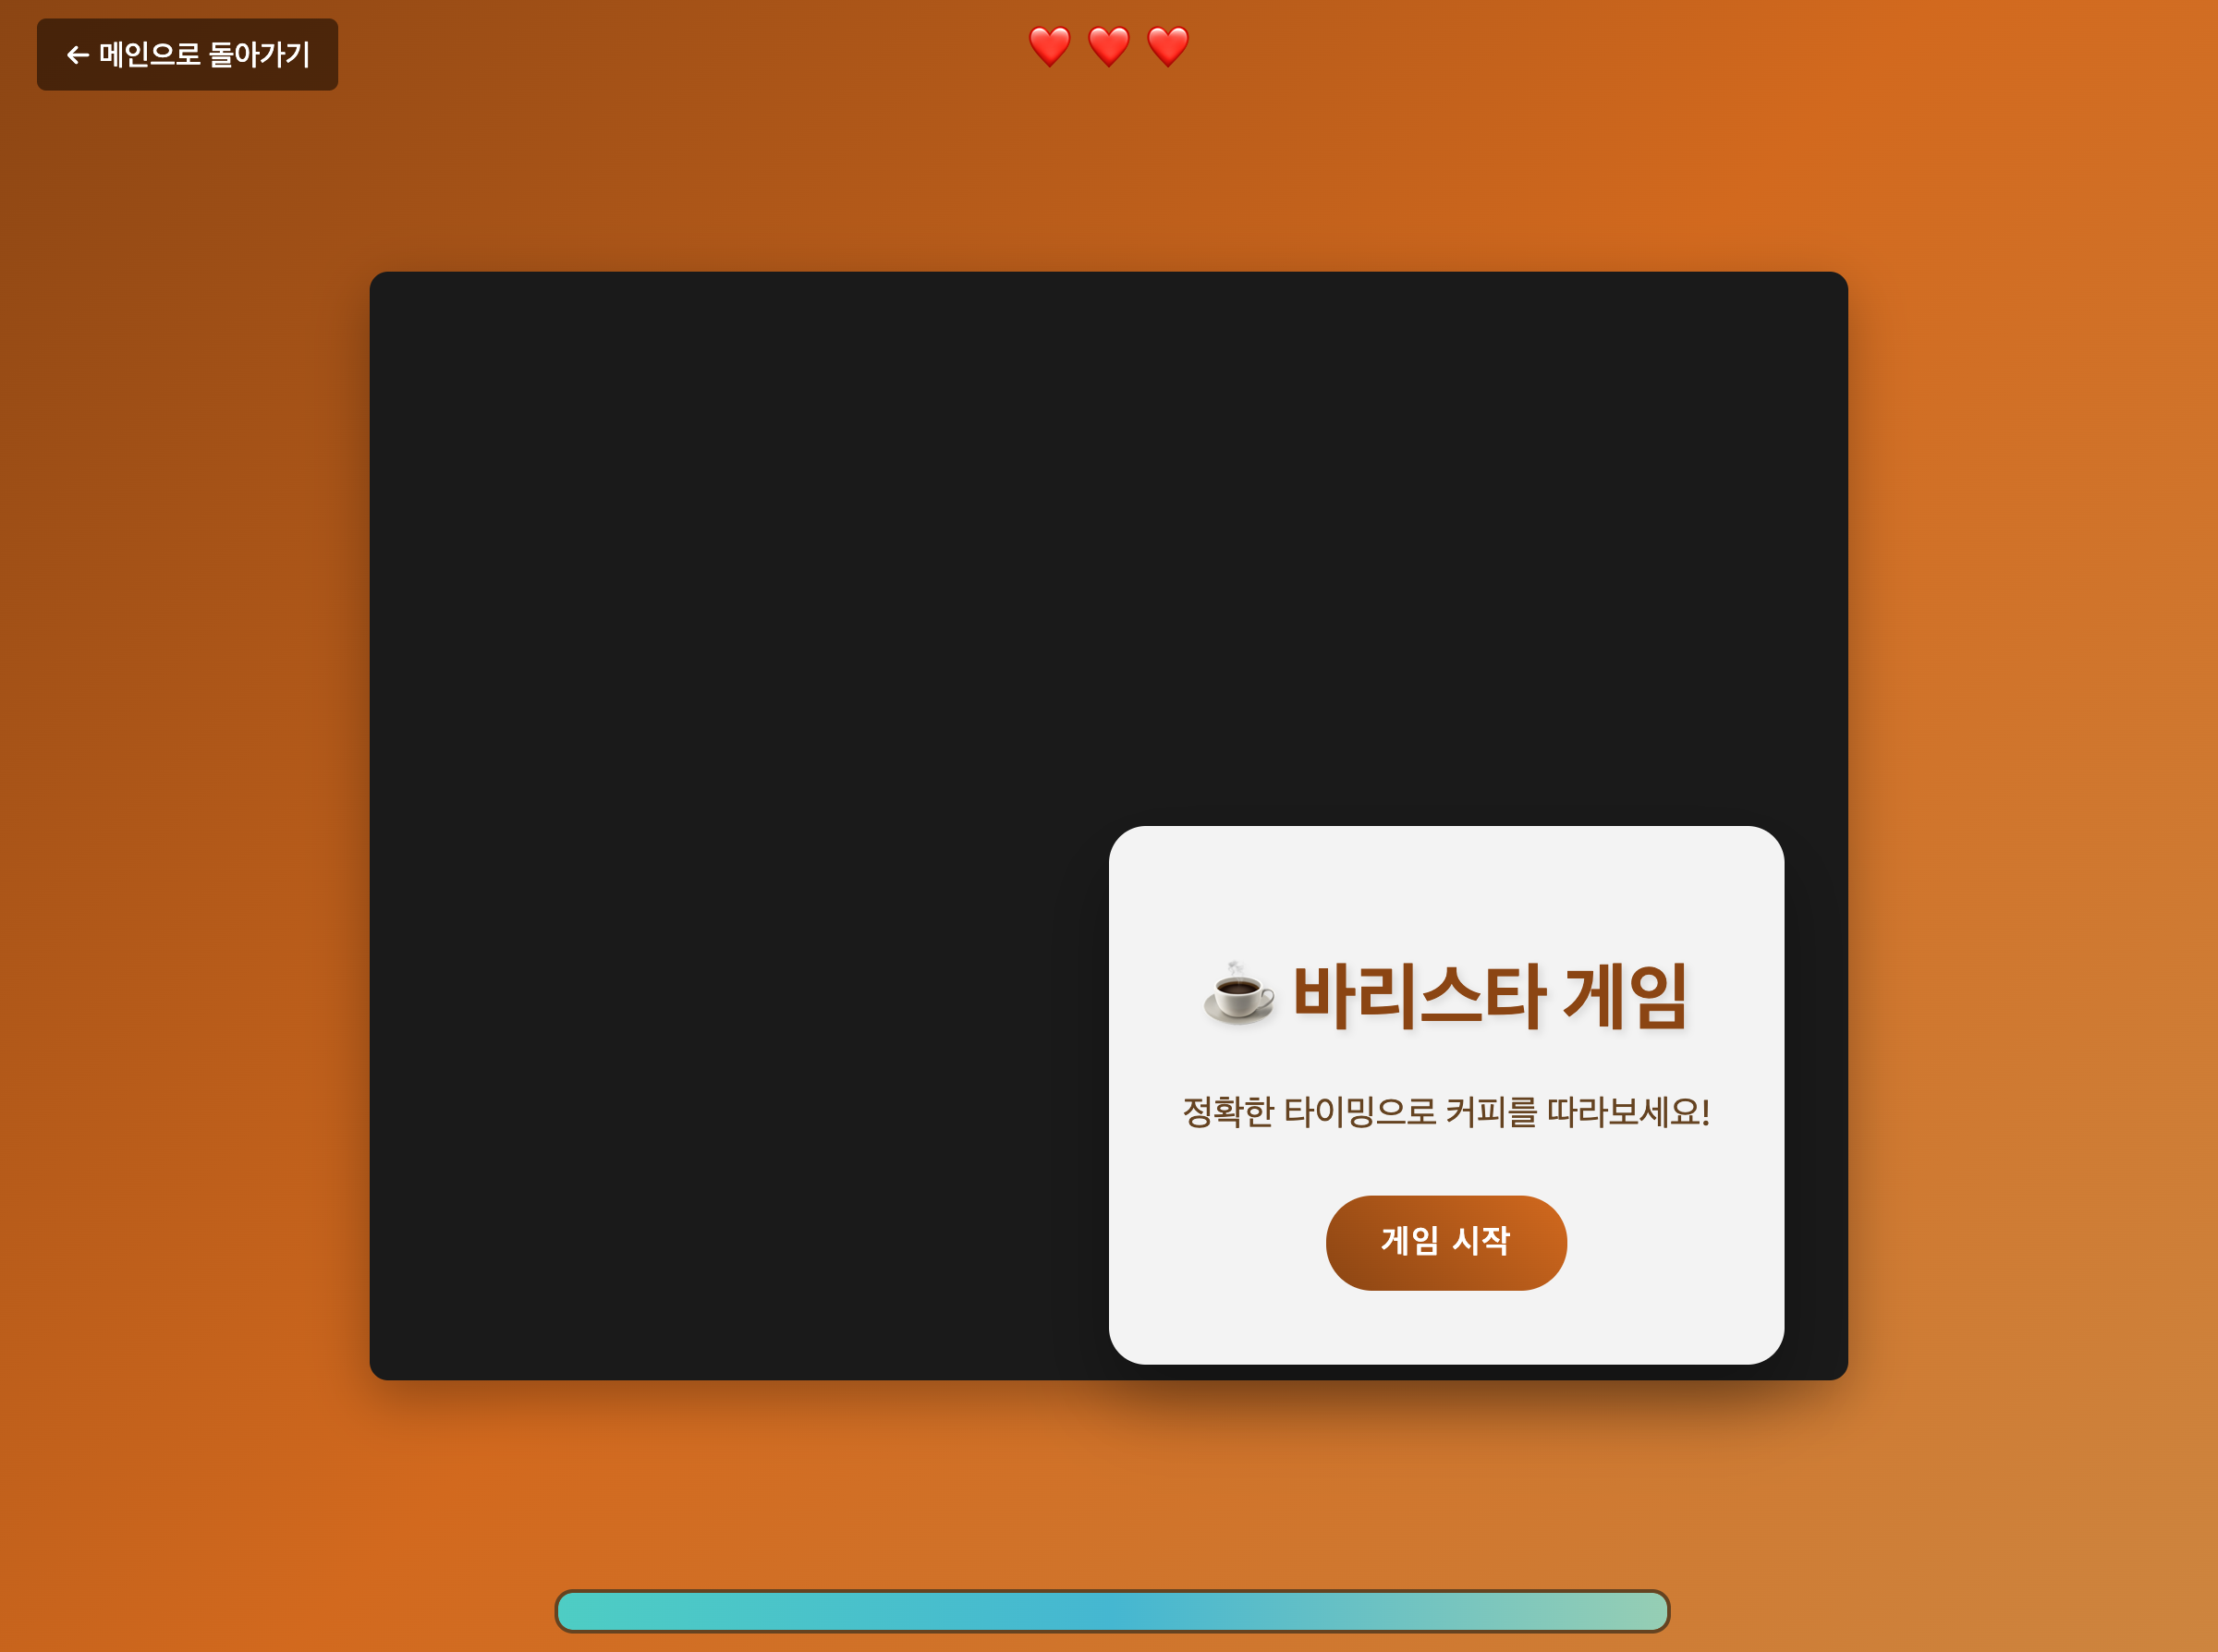 ← 메인으로 돌아가기
☕ 바리스타 게임
정확한 타이밍으로 커피를 따라보세요!
게임 시작